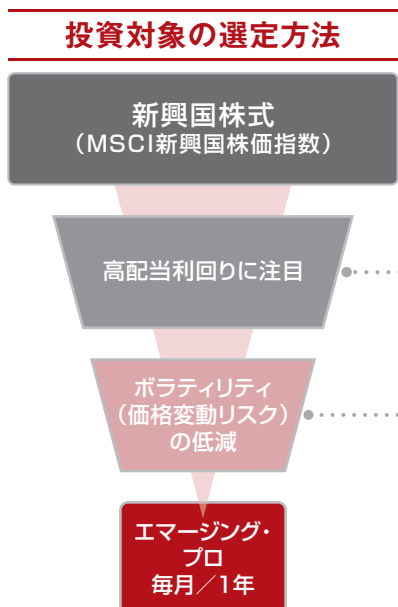 投資対象の選定方法
新興国株式
（MSCI新興国株価指数）
高配当利回りに注目
ボラティリティ
（価格変動リスク）
の低減
エマージング・
プロ
毎月／1年